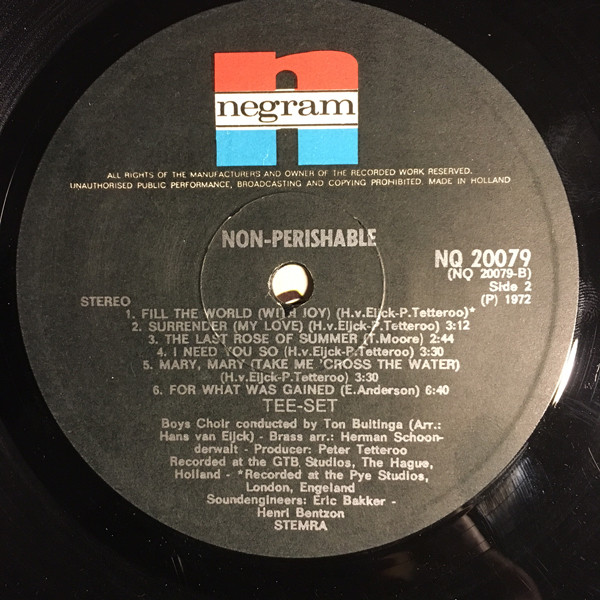 negram
ALL RIGHTS OF THE MANUFACTURERS AND OWNER OF THE RECORDED WORK RESERVED.
UNAUTHORISED PUBLIC PERFORMANCE, BROADCASTING AND COPYING PROHIBITED. MADE IN HOLLAND
NON-PERISHABLE
NQ 20079
(NQ 20079-B)
Side 2
(P) 1972
STEREO
1. FILL THE WORLD (WITH JOY) (H.v.Eijck-P.Tetteroo)*
2. SURRENDER (MY LOVE) (H.v.Eijck-P.Tetteroo) 3:12
3. THE LAST ROSE OF SUMMER (T.Moore) 2:44
4. I NEED YOU SO (H.v.Eijck-P.Tetteroo) 3:30
5. MARY, MARY (TAKE ME 'CROSS THE WATER)
(H.v.Eijck-P.Tetteroo) 3:30
6. FOR WHAT WAS GAINED (E.Anderson) 6:40
TEE-SET
Boys Choir conducted by Ton Bultinga (Arr.:
Hans van Eijck) - Brass arr.: Herman Schoon-
derwalt - Producer: Peter Tetteroo
Recorded at the GTB Studios, The Hague,
Holland - *Recorded at the Pye Studios,
London, Engeland
Soundengineers: Eric Bakker -
Henri Bentzon
STEMRA